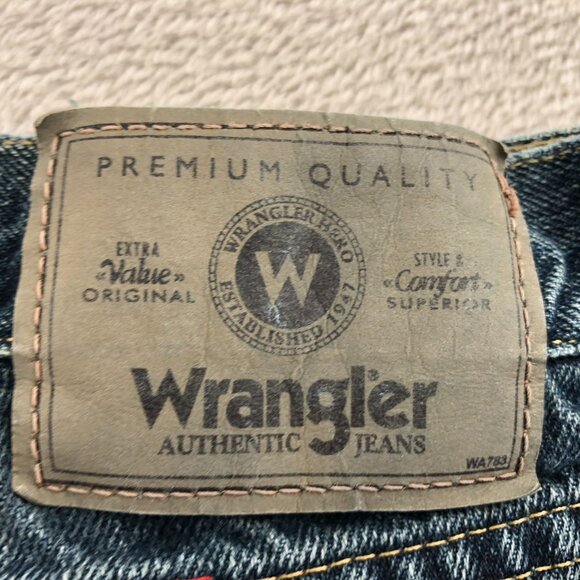 PREMIUM QUALITY
EXTRA
«Value»
ORIGINAL
WRANGLER HERO
W
ESTABLISHED 1947
STYLE &
«Comfort»
SUPERIOR
Wrangler
AUTHENTIC JEANS
WA783